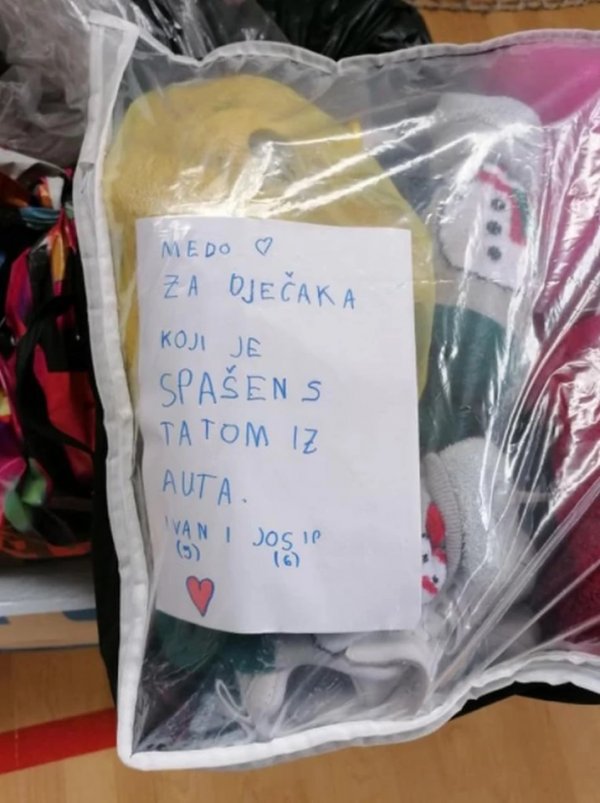 MEDO ♡
ZA DJEČAKA
KOJI JE
SPAŠEN S
TATOM IZ
AUTA.
IVAN I JOSIP
(5) (6)